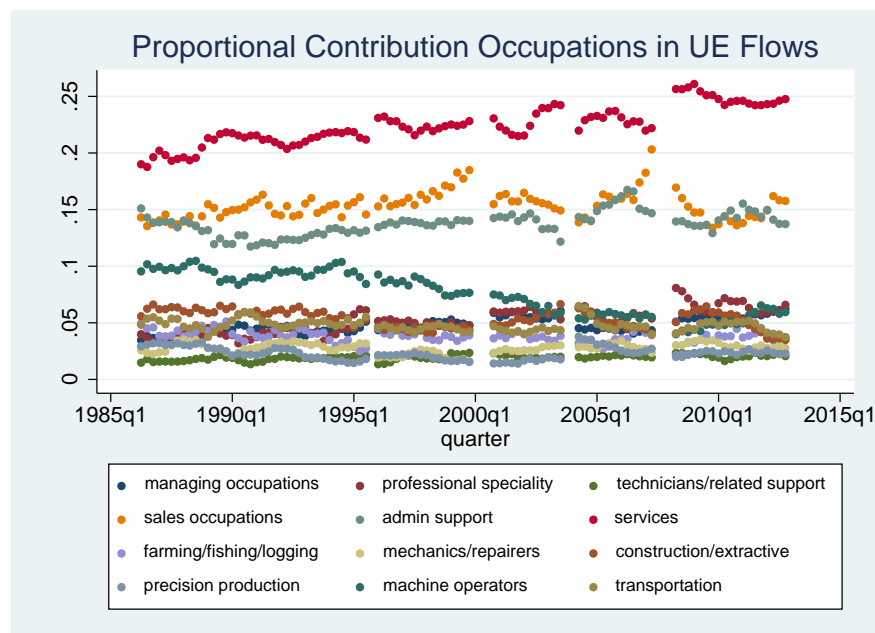 Proportional Contribution Occupations in UE Flows
.25
.2
.15
.1
.05
0
1985q1 1990q1 1995q1 2000q1 2005q1 2010q1 2015q1
quarter
managing occupations professional speciality technicians/related support
sales occupations admin support services
farming/fishing/logging mechanics/repairers construction/extractive
precision production machine operators transportation